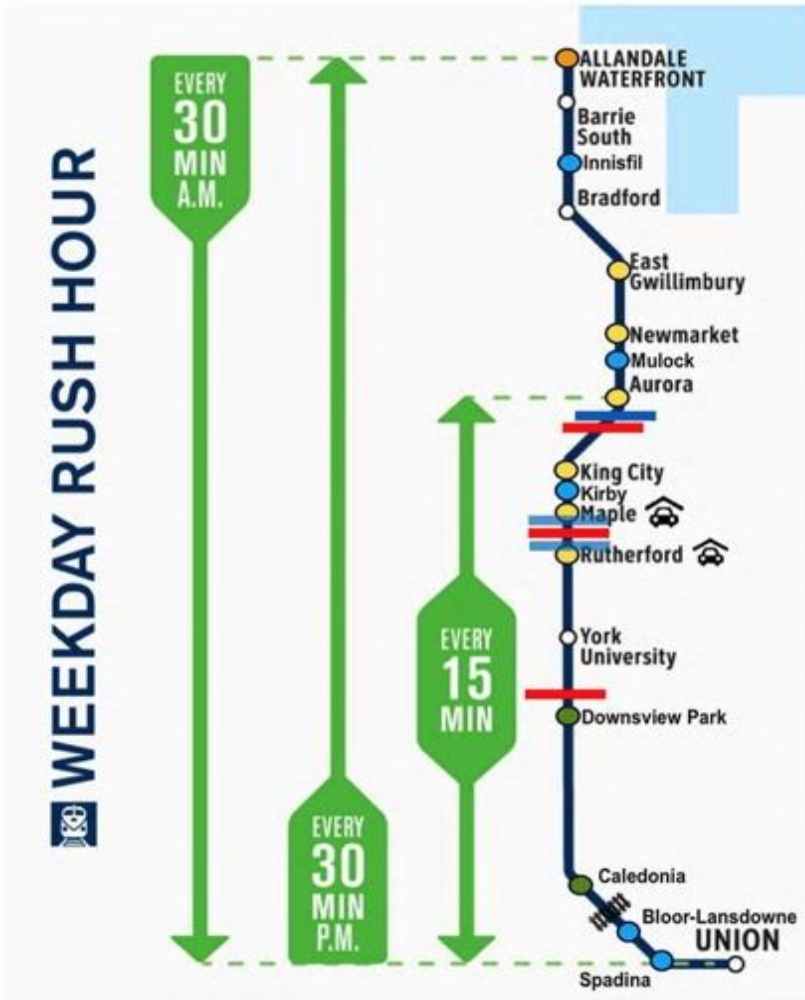 WEEKDAY RUSH HOUR
EVERY
30
MIN
A.M.
EVERY
30
MIN
P.M.
EVERY
15
MIN
ALLANDALE
WATERFRONT
Barrie
South
Innisfil
Bradford
East
Gwillimbury
Newmarket
Mulock
Aurora
King City
Kirby
Maple
Rutherford
York
University
Downsview Park
Caledonia
Bloor-Lansdowne
UNION
Spadina